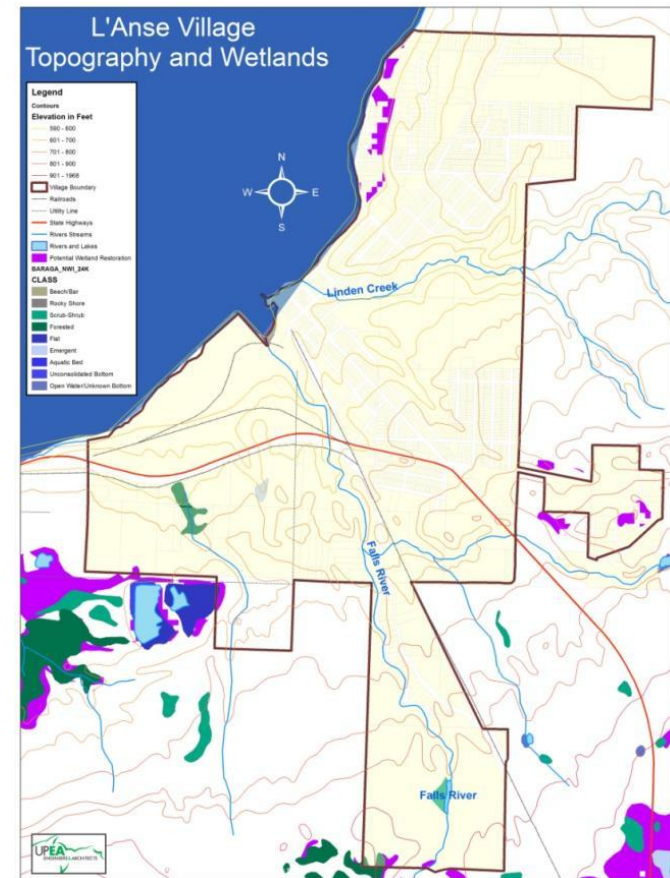 L'Anse Village
Topography and Wetlands
Legend
Contours
Elevation in Feet
590 - 600
601 - 700
701 - 800
801 - 900
901 - 1968
Village Boundary
Railroads
Utility Line
State Highways
Rivers Streams
Rivers and Lakes
Potential Wetland Restoration
BARAGA_NWI_24K
CLASS
Beach/Bar
Rocky Shore
Scrub-Shrub
Forested
Flat
Emergent
Aquatic Bed
Unconsolidated Bottom
Open Water/Unknown Bottom
N
W
E
S
Linden Creek
Falls River
Falls River
UPEA
ENGINEERS & ARCHITECTS